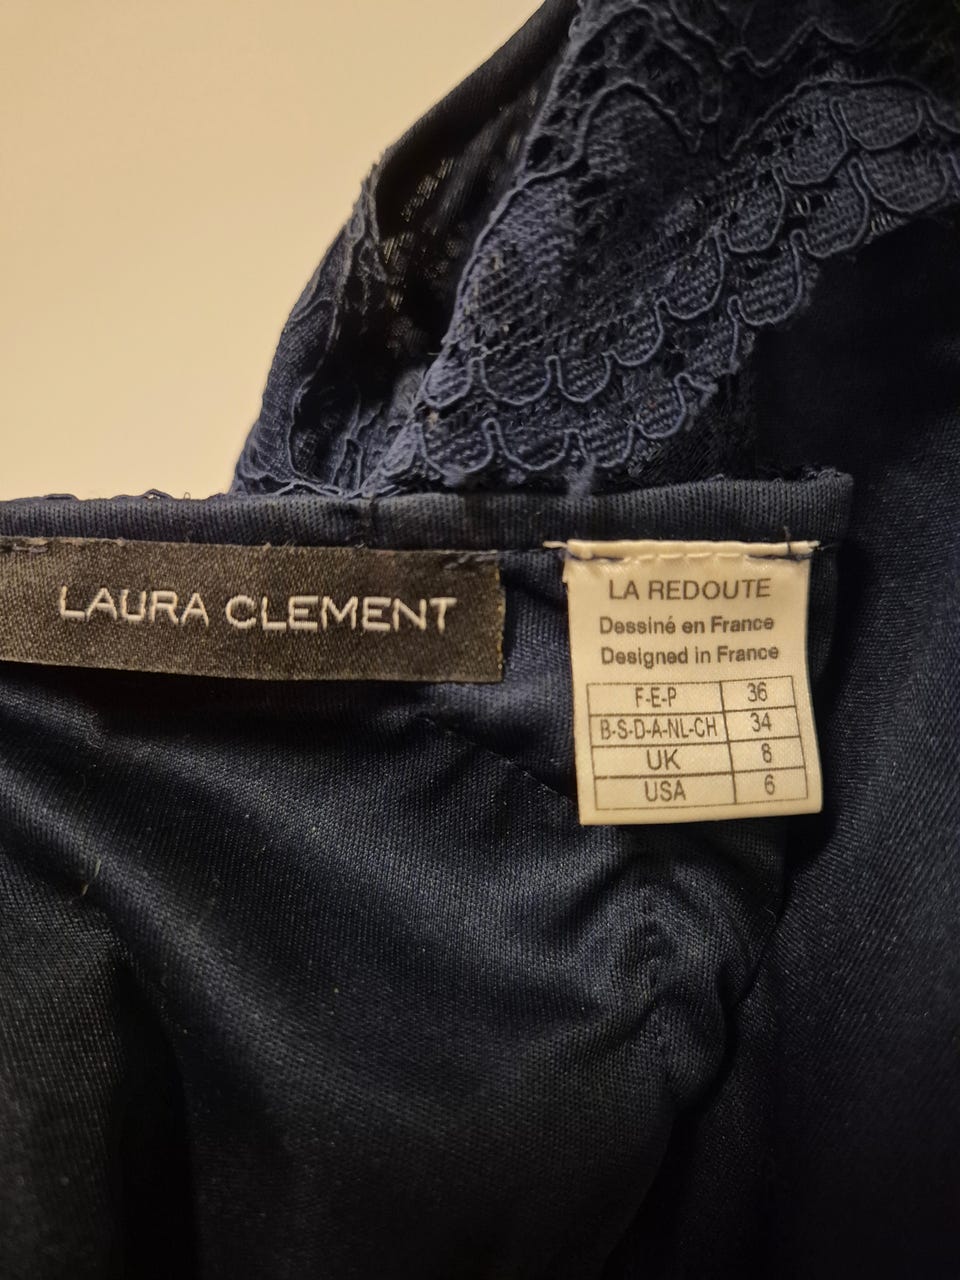 LAURA CLEMENT
LA REDOUTE
Dessiné en France
Designed in France
F-E-P 36
B-S-D-A-NL-CH 34
UK 8
USA 6